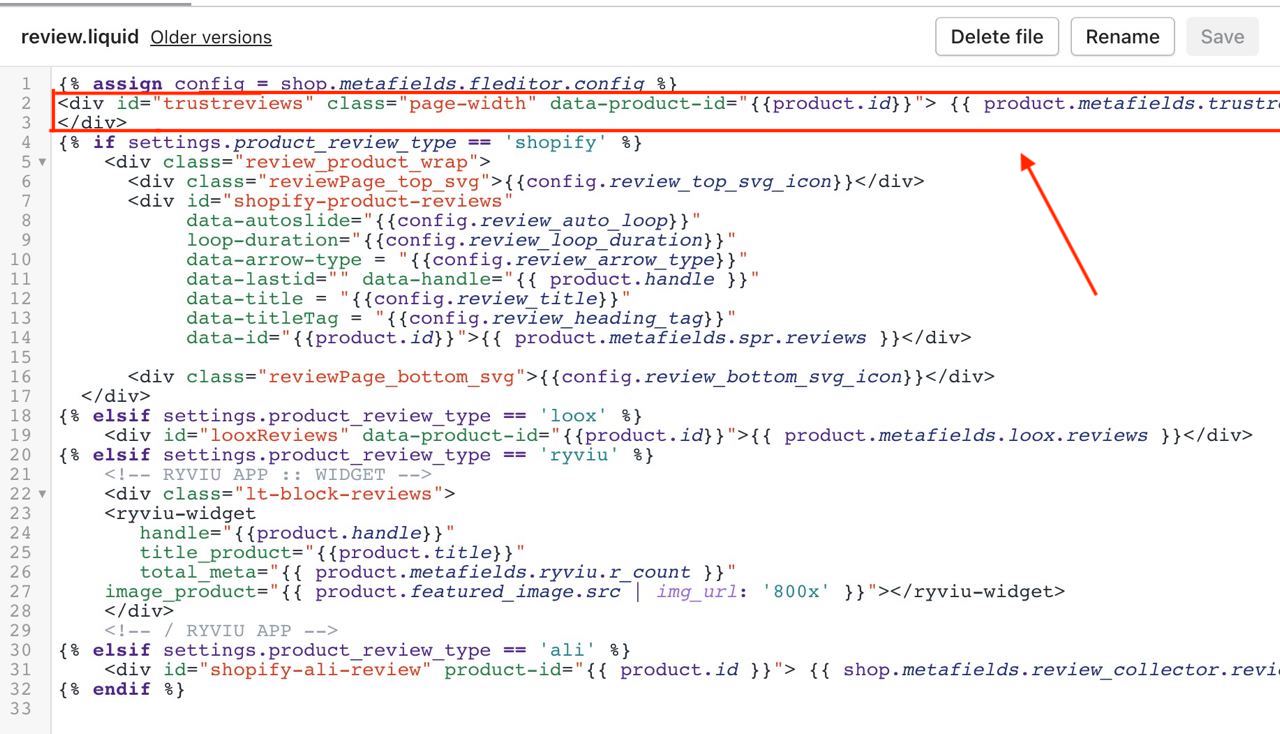 review.liquid Older versions Delete file Rename Save
1 {% assign config = shop.metafields.fleditor.config %}
2 <div id="trustreviews" class="page-width" data-product-id="{{product.id}}"> {{ product.metafields.trustre
3 </div>
4 {% if settings.product_review_type == 'shopify' %}
5 <div class="review_product_wrap">
6 <div class="reviewPage_top_svg">{{config.review_top_svg_icon}}</div>
7 <div id="shopify-product-reviews"
8 data-autoslide="{{config.review_auto_loop}}"
9 loop-duration="{{config.review_loop_duration}}"
10 data-arrow-type = "{{config.review_arrow_type}}"
11 data-lastid="" data-handle="{{ product.handle }}"
12 data-title = "{{config.review_title}}"
13 data-titleTag = "{{config.review_heading_tag}}"
14 data-id="{{product.id}}">{{ product.metafields.spr.reviews }}</div>
15
16 <div class="reviewPage_bottom_svg">{{config.review_bottom_svg_icon}}</div>
17 </div>
18 {% elsif settings.product_review_type == 'loox' %}
19 <div id="looxReviews" data-product-id="{{product.id}}">{{ product.metafields.loox.reviews }}</div>
20 {% elsif settings.product_review_type == 'ryviu' %}
21 <!-- RYVIU APP :: WIDGET -->
22 <div class="lt-block-reviews">
23 <ryviu-widget
24 handle="{{product.handle}}"
25 title_product="{{product.title}}"
26 total_meta="{{ product.metafields.ryviu.r_count }}"
27 image_product="{{ product.featured_image.src | img_url: '800x' }}"></ryviu-widget>
28 </div>
29 <!-- / RYVIU APP -->
30 {% elsif settings.product_review_type == 'ali' %}
31 <div id="shopify-ali-review" product-id="{{ product.id }}"> {{ shop.metafields.review_collector.revi
32 {% endif %}
33